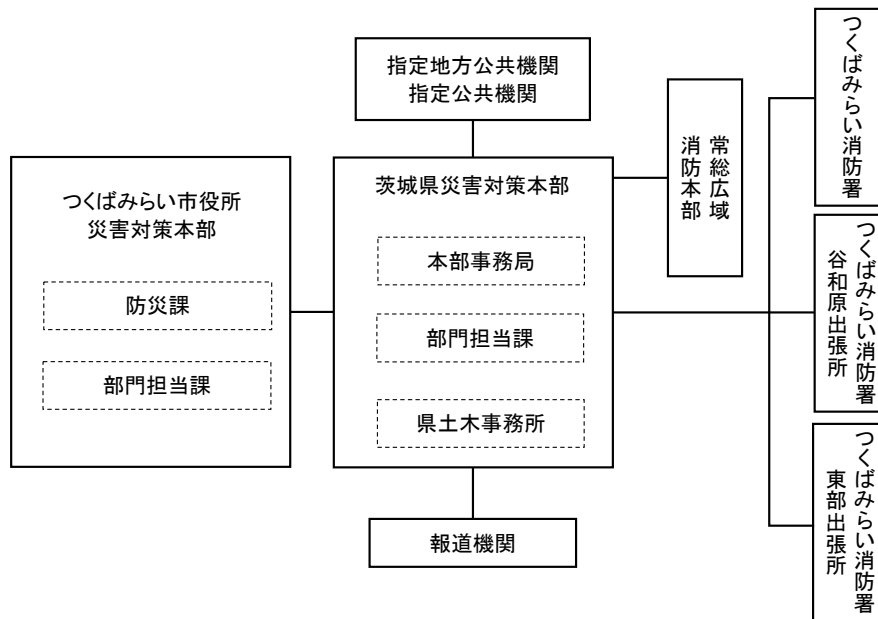 指定地方公共機関
指定公共機関
つくばみらい市役所
災害対策本部
防災課
部門担当課
茨城県災害対策本部
本部事務局
部門担当課
県土木事務所
報道機関
常総広域
消防本部
つくばみらい消防署
つくばみらい消防署
谷和原出張所
つくばみらい消防署
東部出張所